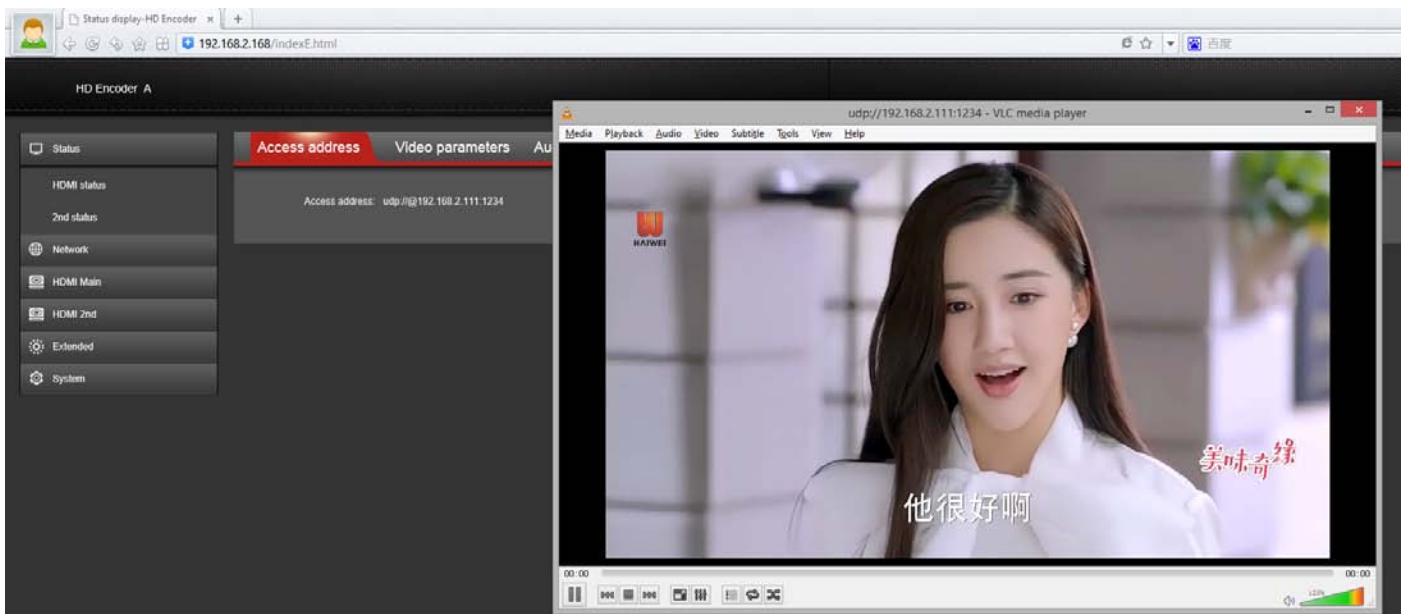 Status display-HD Encoder × +
192.168.2.168/indexE.html
百度
HD Encoder A
Status
HDMI status
2nd status
Network
HDMI Main
HDMI 2nd
Extended
System
Access address Video parameters Au
Access address: udp://@192.168.2.111:1234
udp://192.168.2.111:1234 - VLC media player
Media Playback Audio Video Subtitle Tools View Help
HAIWEI
美味奇缘
他很好啊
00:00 00:00